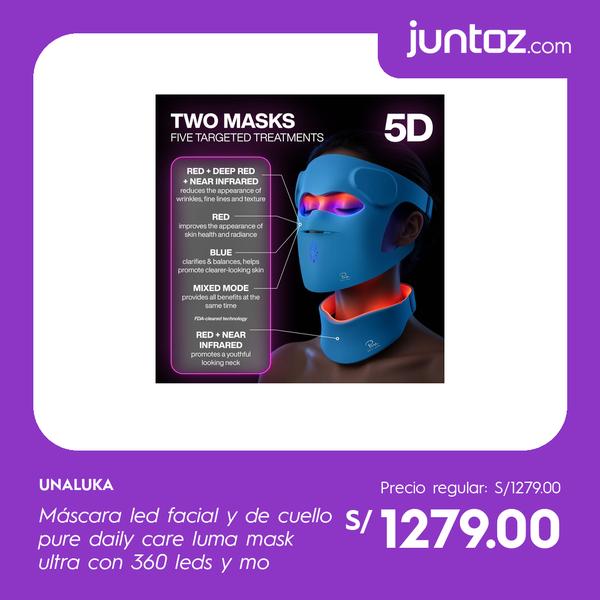 juntoz.com
TWO MASKS
FIVE TARGETED TREATMENTS
5D
RED + DEEP RED
+ NEAR INFRARED
reduces the appearance of
wrinkles, fine lines and texture
RED
improves the appearance of
skin health and radiance
BLUE
clarifies & balances, helps
promote clearer-looking skin
MIXED MODE
provides all benefits at the
same time
FDA-cleared technology
RED + NEAR
INFRARED
promotes a youthful
looking neck
UNALUKA
Máscara led facial y de cuello
pure daily care luma mask
ultra con 360 leds y mo
Precio regular: S/1279.00
S/ 1279.00